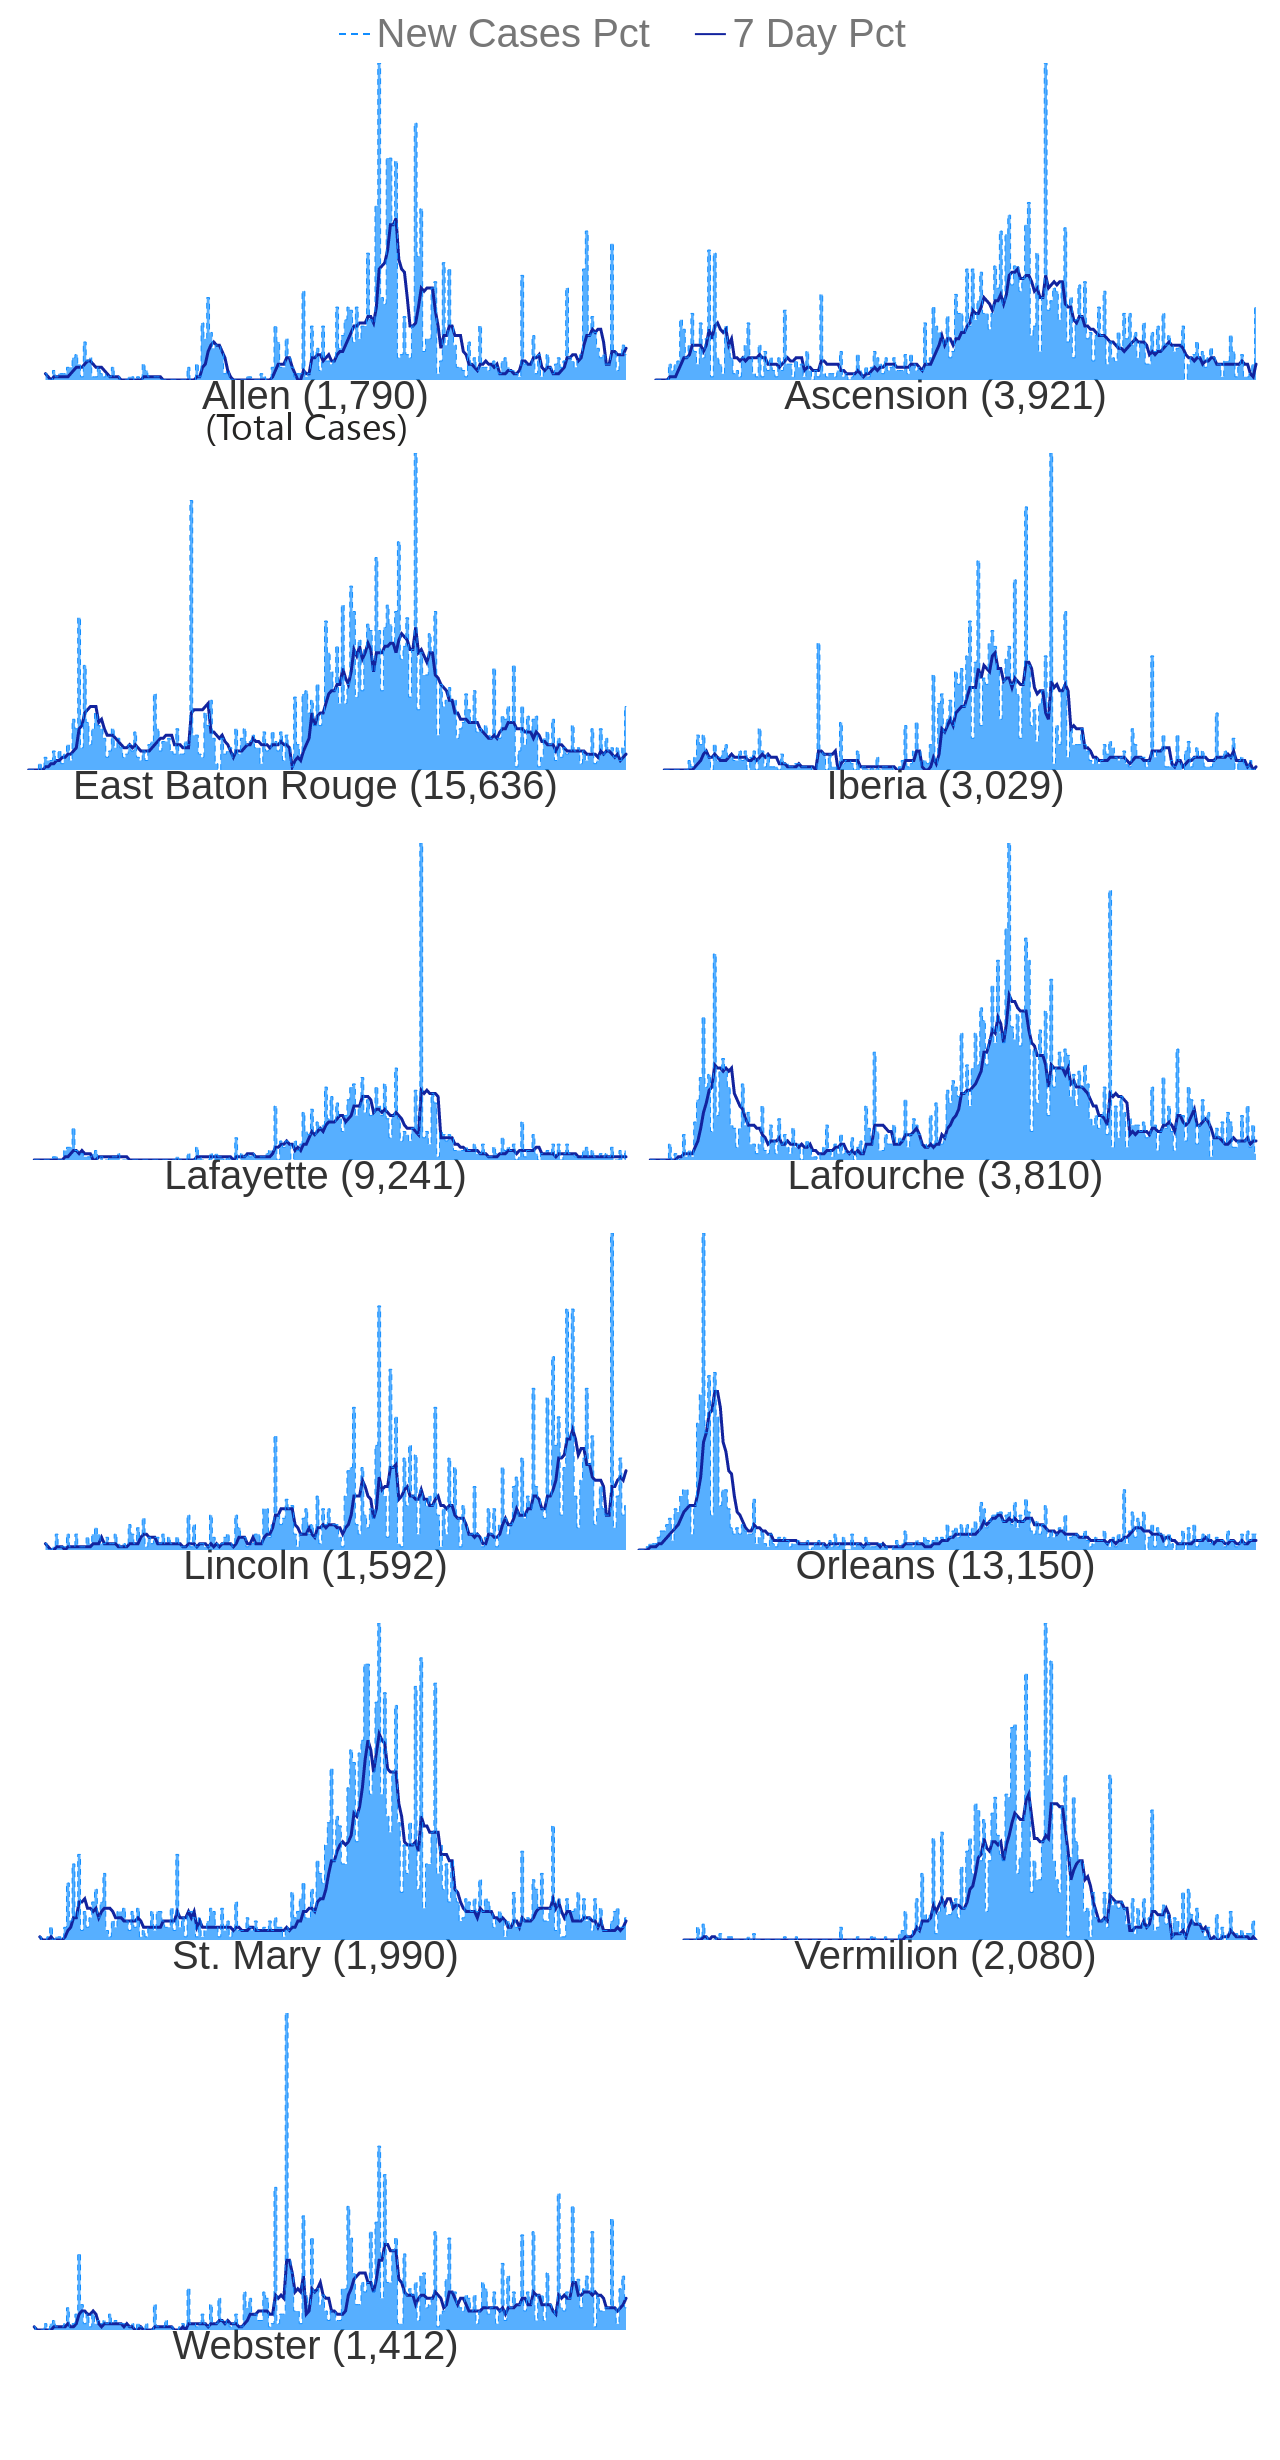 New Cases Pct 7 Day Pct
Allen (1,790) Ascension (3,921)
(Total Cases)
East Baton Rouge (15,636) Iberia (3,029)
Lafayette (9,241) Lafourche (3,810)
Lincoln (1,592) Orleans (13,150)
St. Mary (1,990) Vermilion (2,080)
Webster (1,412)